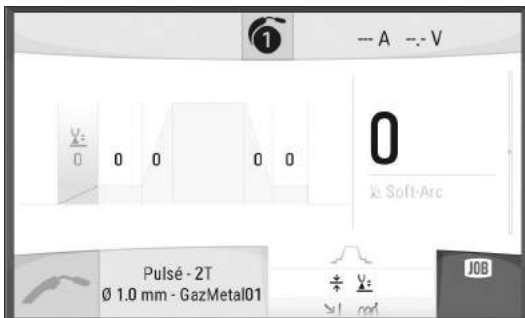 1
--- A --.- V
0 0 0 0 0
0
Soft-Arc
Pulsé - 2T
Ø 1.0 mm - GazMetal01
JOB